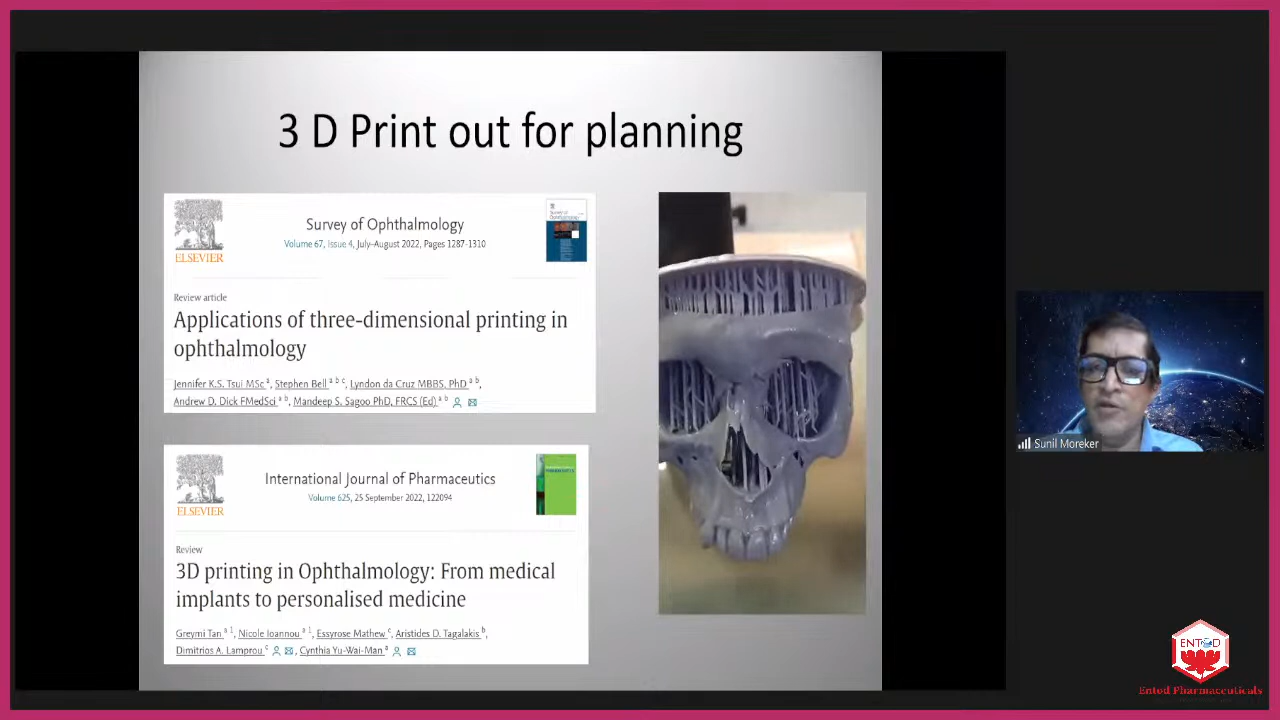 3 D Print out for planning
ELSEVIER
Survey of Ophthalmology
Volume 67, Issue 4, July-August 2022, Pages 1287-1310
Review article
Applications of three-dimensional printing in
ophthalmology
Jennifer K.S. Tsui MSc a, Stephen Bell a b c, Lyndon da Cruz MBBS, PhD a b,
Andrew D. Dick FMedSci a b, Mandeep S. Sagoo PhD, FRCS (Ed) a b
ELSEVIER
International Journal of Pharmaceutics
Volume 625, 25 September 2022, 122094
Review
3D printing in Ophthalmology: From medical
implants to personalised medicine
Greymi Tan a 1, Nicole Ioannou a 1, Essyrose Mathew c, Aristides D. Tagalakis b,
Dimitrios A. Lamprou c, Cynthia Yu-Wai-Man a
Sunil Moreker
ENTOD
Entod Pharmaceuticals